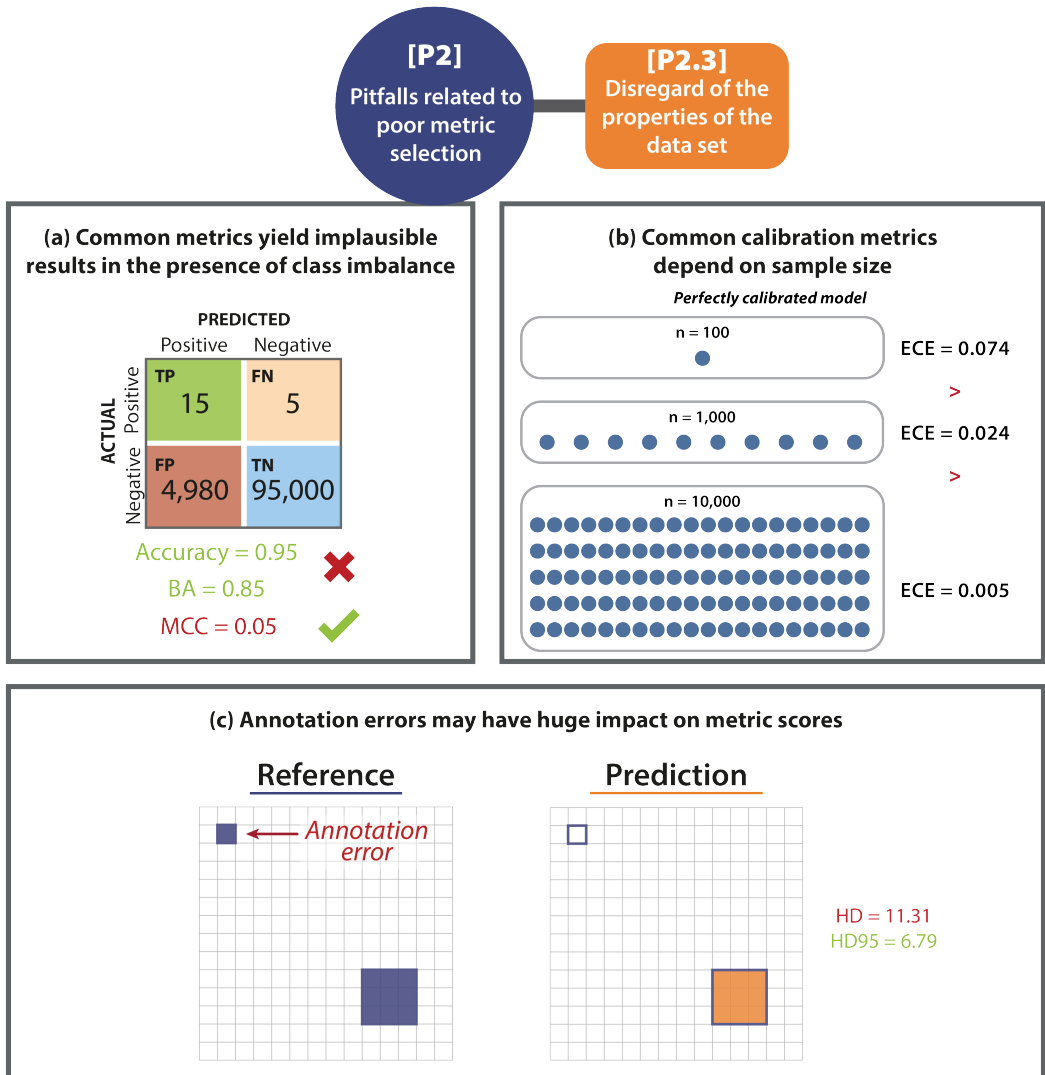 [P2]
Pitfalls related to
poor metric
selection
[P2.3]
Disregard of the
properties of the
data set
(a) Common metrics yield implausible
results in the presence of class imbalance
PREDICTED
Positive Negative
ACTUAL
Positive
Negative
TP
15
FN
5
FP
4,980
TN
95,000
Accuracy = 0.95
BA = 0.85
MCC = 0.05
(b) Common calibration metrics
depend on sample size
Perfectly calibrated model
n = 100
ECE = 0.074
>
n = 1,000
ECE = 0.024
>
n = 10,000
ECE = 0.005
(c) Annotation errors may have huge impact on metric scores
Reference
Annotation
error
Prediction
HD = 11.31
HD95 = 6.79